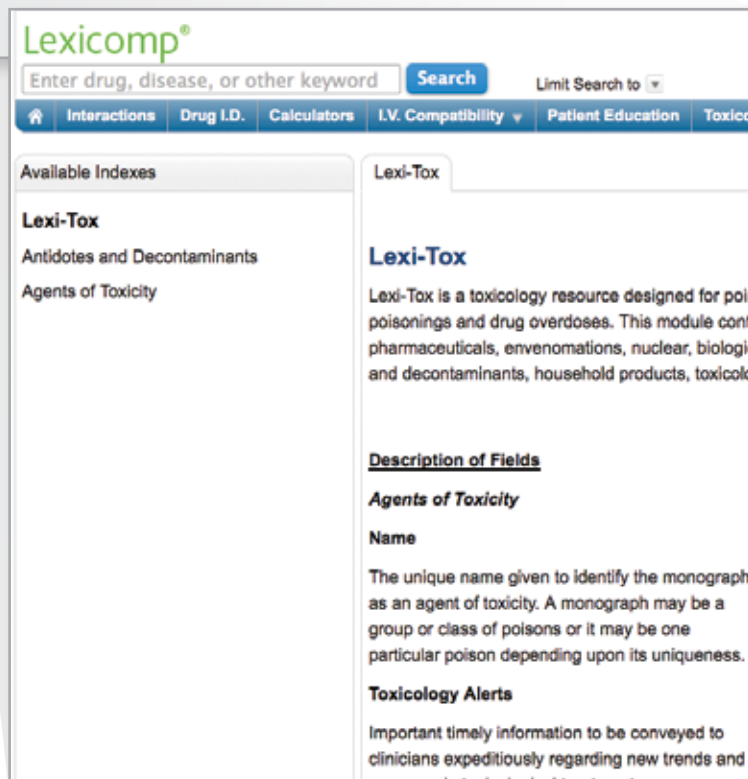 Lexicomp®
Enter drug, disease, or other keyword Search Limit Search to
Interactions Drug I.D. Calculators I.V. Compatibility Patient Education
Available Indexes
Lexi-Tox
Antidotes and Decontaminants
Agents of Toxicity
Lexi-Tox
Lexi-Tox
Lexi-Tox is a toxicology resource designed for
poisonings and drug overdoses. This module
pharmaceuticals, envenomations, nuclear,
and decontaminants, household products,
Description of Fields
Agents of Toxicity
Name
The unique name given to identify the monograph
as an agent of toxicity. A monograph may be a
group or class of poisons or it may be one
particular poison depending upon its uniqueness.
Toxicology Alerts
Important timely information to be conveyed to
clinicians expeditiously regarding new trends and